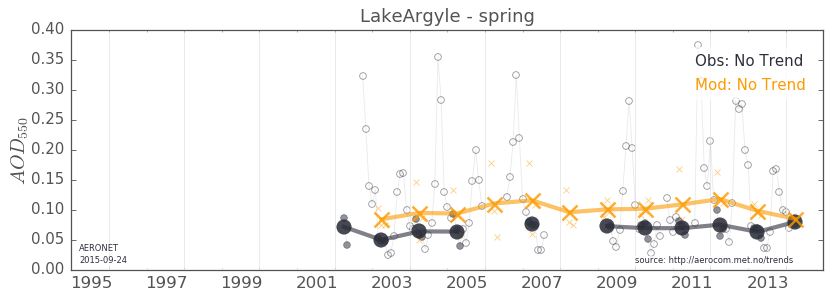 LakeArgyle - spring
0.40
0.35
0.30
0.25
0.20
0.15
0.10
0.05
0.00
AOD550
Obs: No Trend
Mod: No Trend
AERONET
2015-09-24
source: http://aerocom.met.no/trends
1995 1997 1999 2001 2003 2005 2007 2009 2010 2013